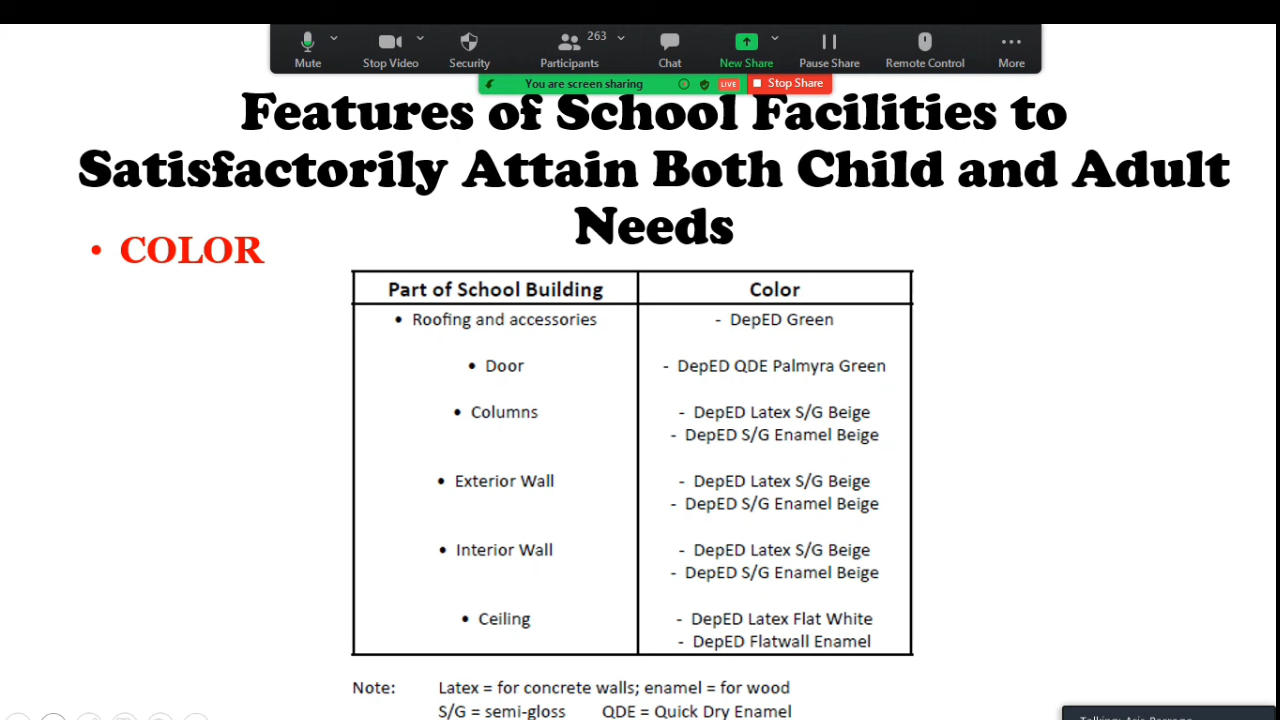 263
Mute
Stop Video
Security
Participants
Chat
New Share
Pause Share
Remote Control
More
You are screen sharing
LIVE
Stop Share
Features of School Facilities to
Satisfactorily Attain Both Child and Adult
Needs
• COLOR
Part of School Building Color
• Roofing and accessories - DepED Green
• Door - DepED QDE Palmyra Green
• Columns - DepED Latex S/G Beige
- DepED S/G Enamel Beige
• Exterior Wall - DepED Latex S/G Beige
- DepED S/G Enamel Beige
• Interior Wall - DepED Latex S/G Beige
- DepED S/G Enamel Beige
• Ceiling - DepED Latex Flat White
- DepED Flatwall Enamel
Note: Latex = for concrete walls; enamel = for wood
S/G = semi-gloss QDE = Quick Dry Enamel